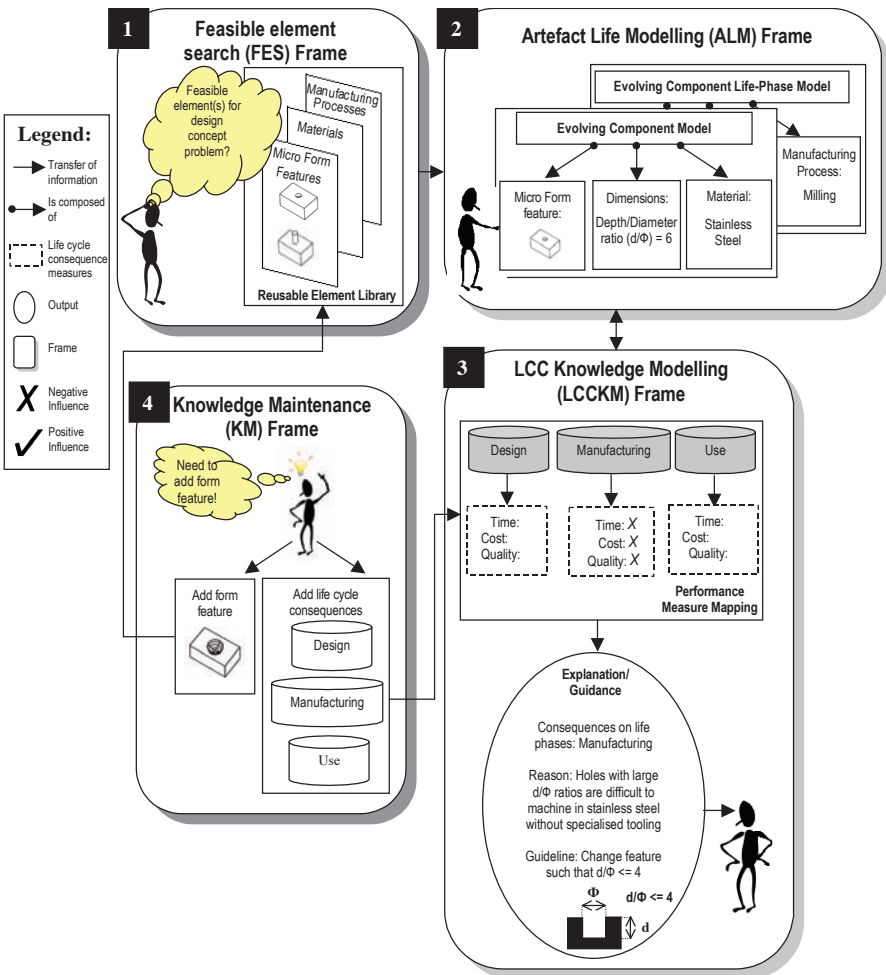 1
Feasible element
search (FES) Frame
Feasible
element(s) for
design
concept
problem?
Manufacturing
Processes
Materials
Micro Form
Features
Reusable Element Library
2
Artefact Life Modelling (ALM) Frame
Evolving Component Life-Phase Model
Evolving Component Model
Micro Form
feature:
Dimensions:
Depth/Diameter
ratio (d/Φ) = 6
Material:
Stainless
Steel
Manufacturing
Process:
Milling
Legend:
Transfer of
information
Is composed
of
Life cycle
consequence
measures
Output
Frame
X
Negative
Influence
✓
Positive
Influence
3
LCC Knowledge Modelling
(LCCKM) Frame
Design
Manufacturing
Use
Time:
Cost:
Quality:
Time: X
Cost: X
Quality: X
Time:
Cost:
Quality:
Performance
Measure Mapping
Explanation/
Guidance
Consequences on life
phases: Manufacturing
Reason: Holes with large
d/Φ ratios are difficult to
machine in stainless steel
without specialised tooling
Guideline: Change feature
such that d/Φ <= 4
Φ
d/Φ <= 4
d
4
Knowledge Maintenance
(KM) Frame
Need to
add form
feature!
Add form
feature
Add life cycle
consequences
Design
Manufacturing
Use